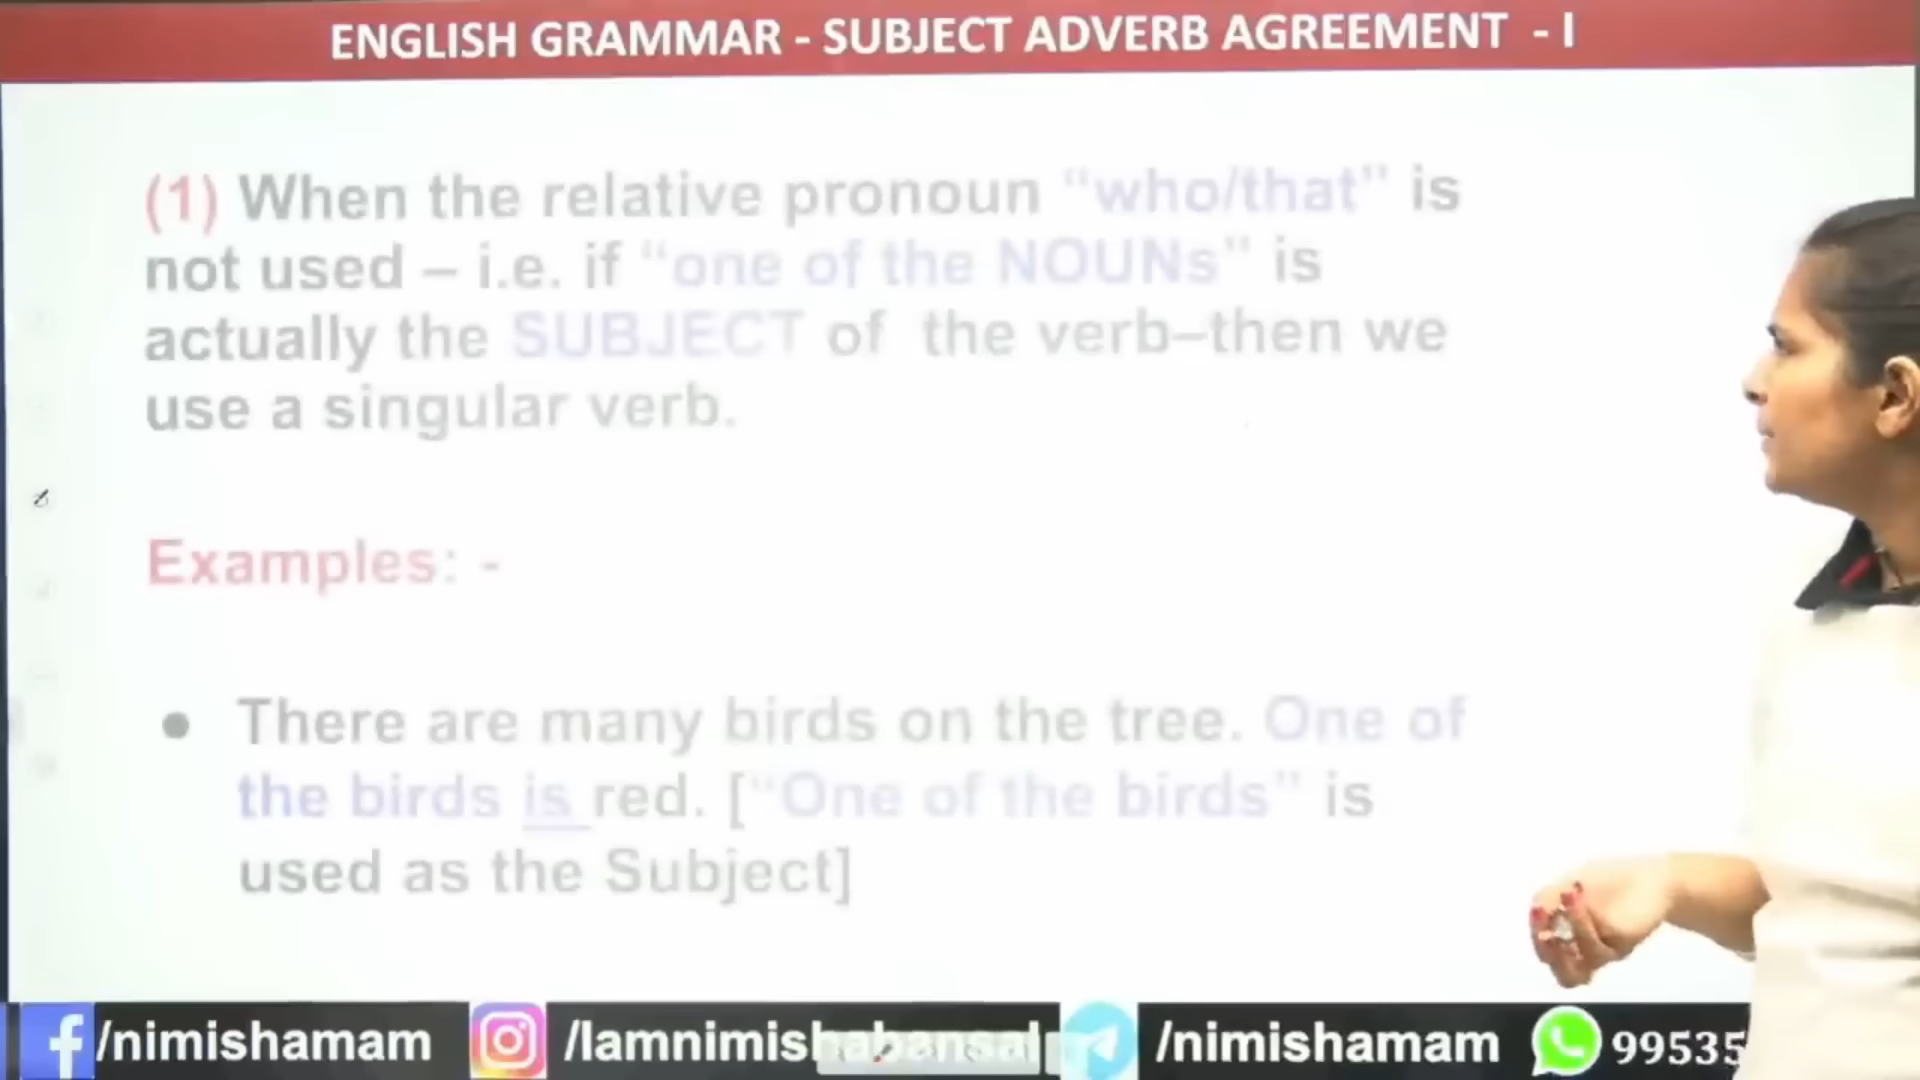 ENGLISH GRAMMAR - SUBJECT ADVERB AGREEMENT - I
(1) When the relative pronoun “who/that” is
not used – i.e. if “one of the NOUNs” is
actually the SUBJECT of the verb–then we
use a singular verb.
Examples: -
There are many birds on the tree. One of
the birds is red. [“One of the birds” is
used as the Subject]
/nimishamam /Iamnimishabansal /nimishamam 99535